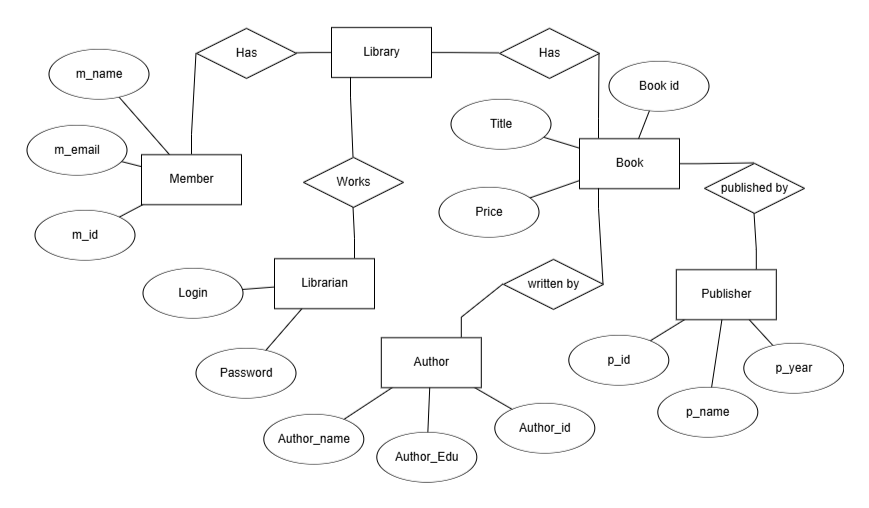 Has
Library
Has
m_name
Book id
Title
m_email
Book
Member
Works
published by
Price
m_id
Librarian
written by
Login
Publisher
Author
p_id
p_year
Password
p_name
Author_name
Author_id
Author_Edu